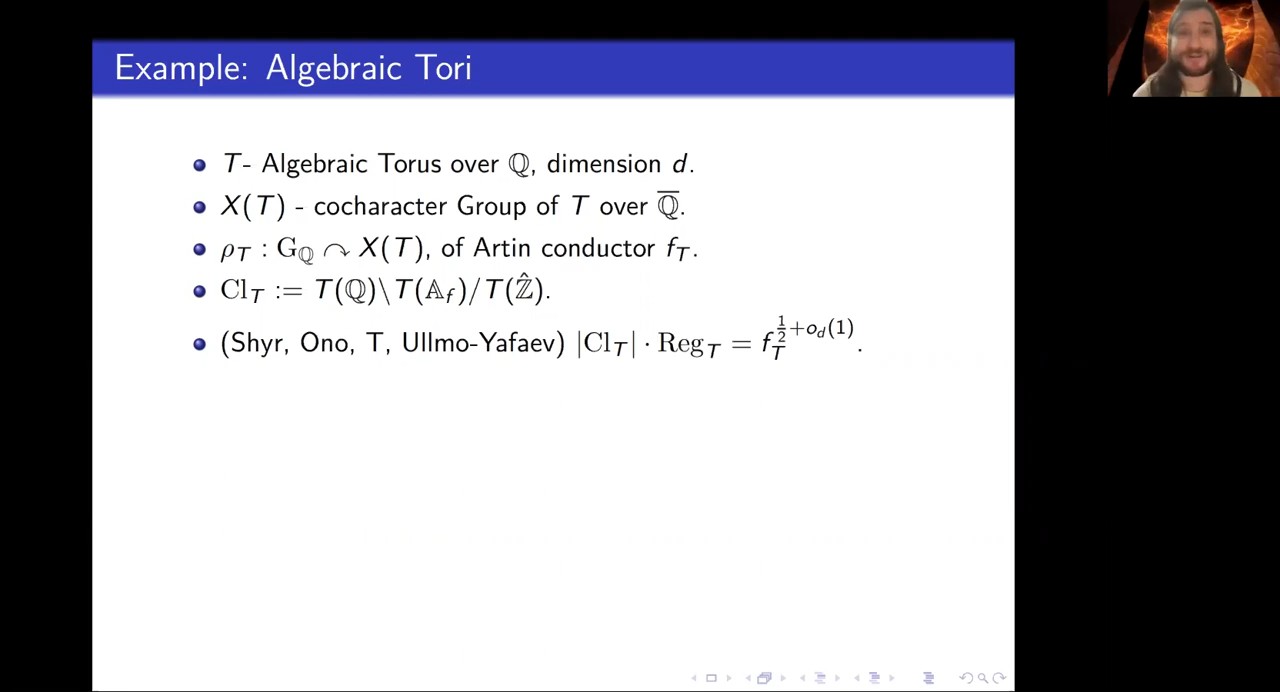 Example: Algebraic Tori
T- Algebraic Torus over ℚ, dimension d.
X(T) - cocharacter Group of T over ℚ̅.
ρ_T : G_ℚ ↷ X(T), of Artin conductor f_T.
Cl_T := T(ℚ)\T(𝔸_f)/T(ℤ̂).
(Shyr, Ono, T, Ullmo-Yafaev) |Cl_T| · Reg_T = f_T^{1/2+o_d(1)}.